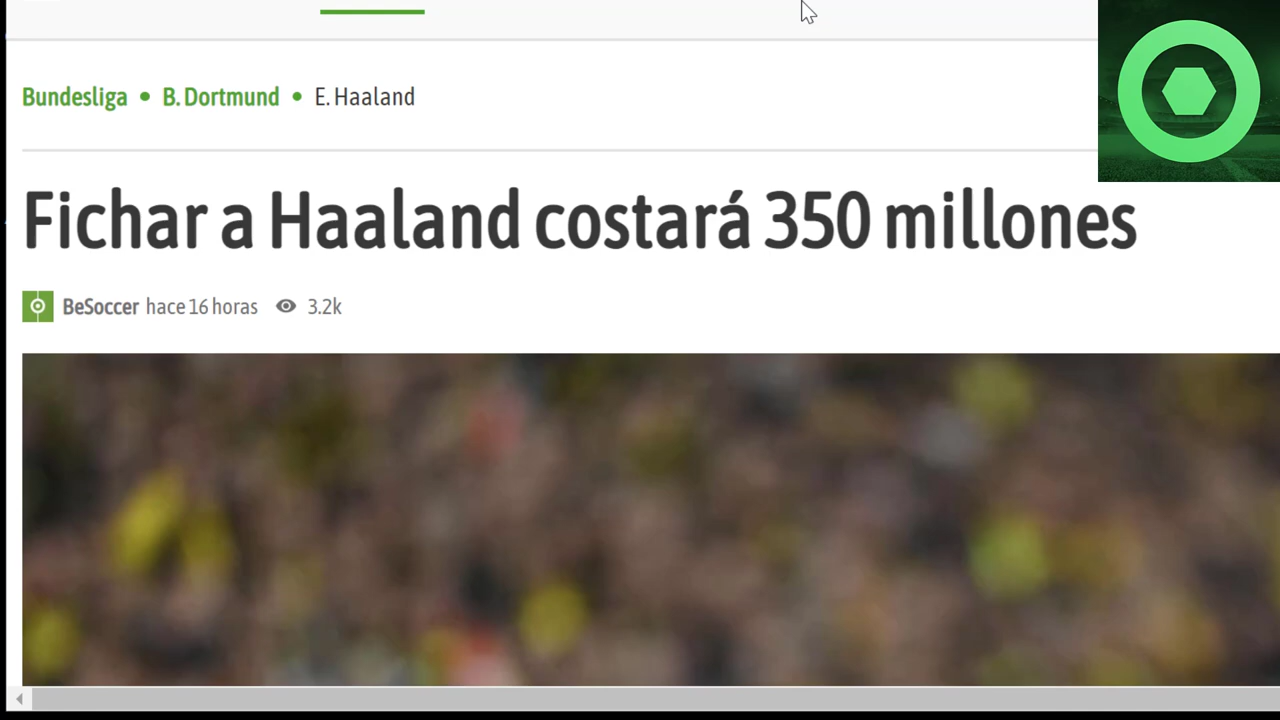 Bundesliga • B. Dortmund • E. Haaland
Fichar a Haaland costará 350 millones
BeSoccer hace 16 horas 3.2k